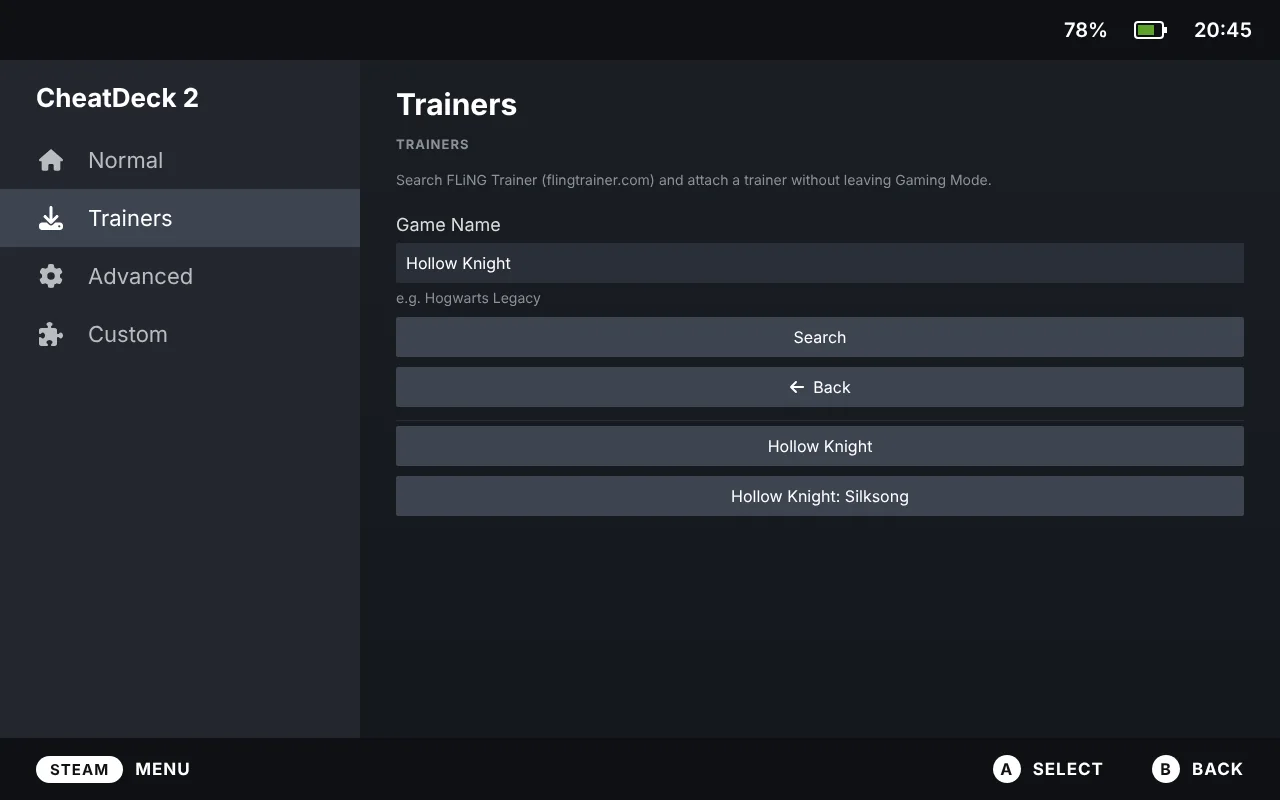 78%
20:45
CheatDeck 2
Normal
Trainers
Advanced
Custom
Trainers
TRAINERS
Search FLiNG Trainer (flingtrainer.com) and attach a trainer without leaving Gaming Mode.
Game Name
Hollow Knight
e.g. Hogwarts Legacy
Search
Back
Hollow Knight
Hollow Knight: Silksong
STEAM MENU
A SELECT B BACK